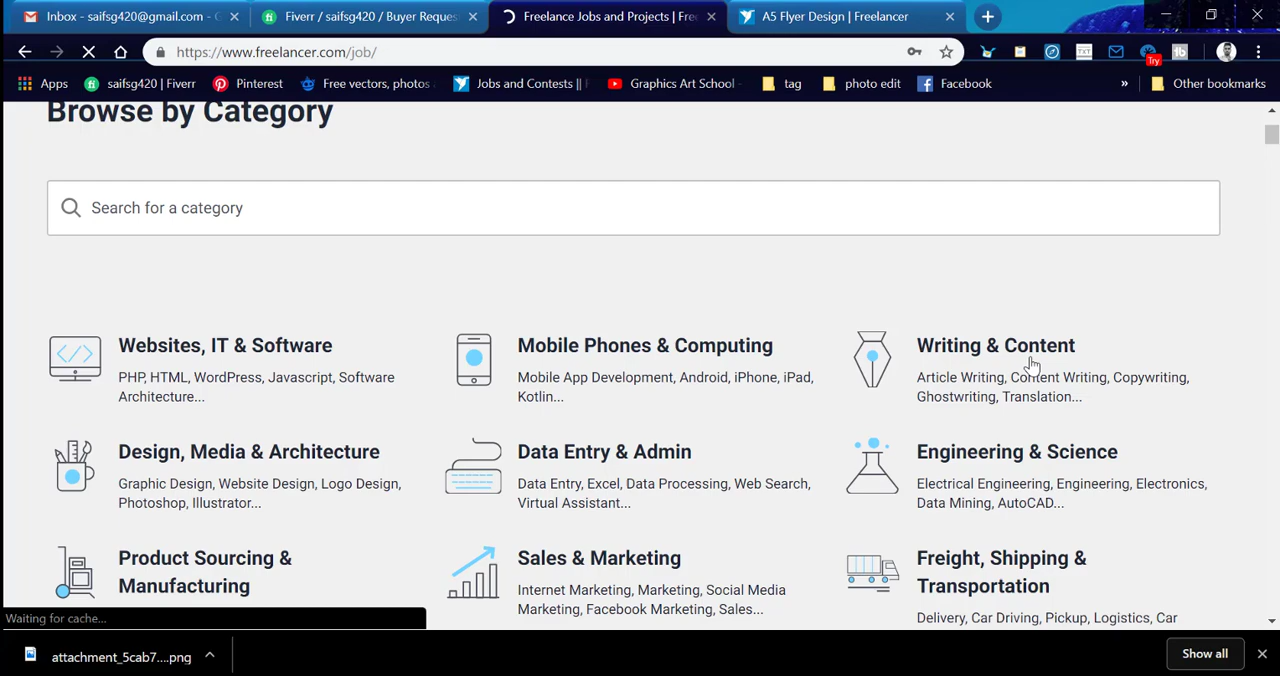 Inbox - saifsg420@gmail.com - G
Fiverr / saifsg420 / Buyer Reques
Freelance Jobs and Projects | Fre
A5 Flyer Design | Freelancer
https://www.freelancer.com/job/
TXT
Try
Apps
saifsg420 | Fiverr
Pinterest
Free vectors, photos
Jobs and Contests ||
Graphics Art School -
tag
photo edit
Facebook
»
Other bookmarks
Browse by Category
Search for a category
Websites, IT & Software
PHP, HTML, WordPress, Javascript, Software
Architecture...
Mobile Phones & Computing
Mobile App Development, Android, iPhone, iPad,
Kotlin...
Writing & Content
Article Writing, Content Writing, Copywriting,
Ghostwriting, Translation...
Design, Media & Architecture
Graphic Design, Website Design, Logo Design,
Photoshop, Illustrator...
Data Entry & Admin
Data Entry, Excel, Data Processing, Web Search,
Virtual Assistant...
Engineering & Science
Electrical Engineering, Engineering, Electronics,
Data Mining, AutoCAD...
Product Sourcing &
Manufacturing
Sales & Marketing
Internet Marketing, Marketing, Social Media
Marketing, Facebook Marketing, Sales...
Freight, Shipping &
Transportation
Delivery, Car Driving, Pickup, Logistics, Car
Waiting for cache...
attachment_5cab7....png
Show all